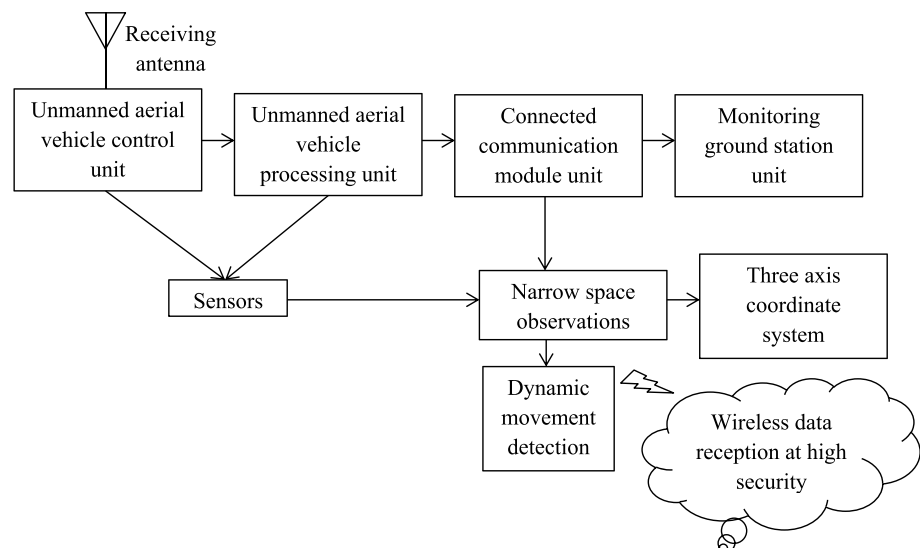 Receiving
antenna
Unmanned aerial
vehicle control
unit
Unmanned aerial
vehicle
processing unit
Connected
communication
module unit
Monitoring
ground station
unit
Sensors
Narrow space
observations
Three axis
coordinate
system
Dynamic
movement
detection
Wireless data
reception at high
security